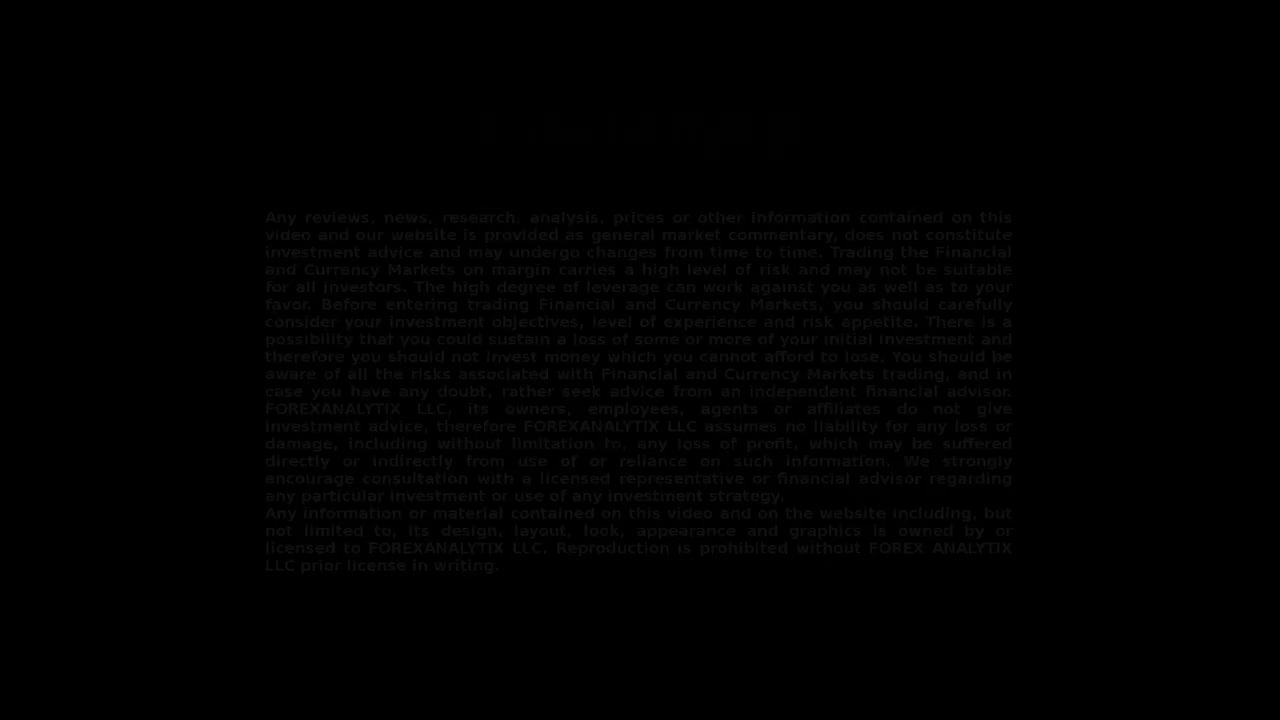 Any reviews, news, research, analysis, prices or other information contained on this
video and our website is provided as general market commentary, does not constitute
investment advice and may undergo changes from time to time. Trading the Financial
and Currency Markets on margin carries a high level of risk and may not be suitable
for all investors. The high degree of leverage can work against you as well as to your
favor. Before entering trading Financial and Currency Markets, you should carefully
consider your investment objectives, level of experience and risk appetite. There is a
possibility that you could sustain a loss of some or more of your initial investment and
therefore you should not invest money which you cannot afford to lose. You should be
aware of all the risks associated with Financial and Currency Markets trading, and in
case you have any doubt, rather seek advice from an independent financial advisor.
FOREXANALYTIX LLC, its owners, employees, agents or affiliates do not give
investment advice, therefore FOREXANALYTIX LLC assumes no liability for any loss or
damage, including without limitation to, any loss of profit, which may be suffered
directly or indirectly from use of or reliance on such information. We strongly
encourage consultation with a licensed representative or financial advisor regarding
any particular investment or use of any investment strategy.
Any information or material contained on this video and on the website including, but
not limited to, its design, layout, look, appearance and graphics is owned by or
licensed to FOREXANALYTIX LLC. Reproduction is prohibited without FOREX ANALYTIX
LLC prior license in writing.